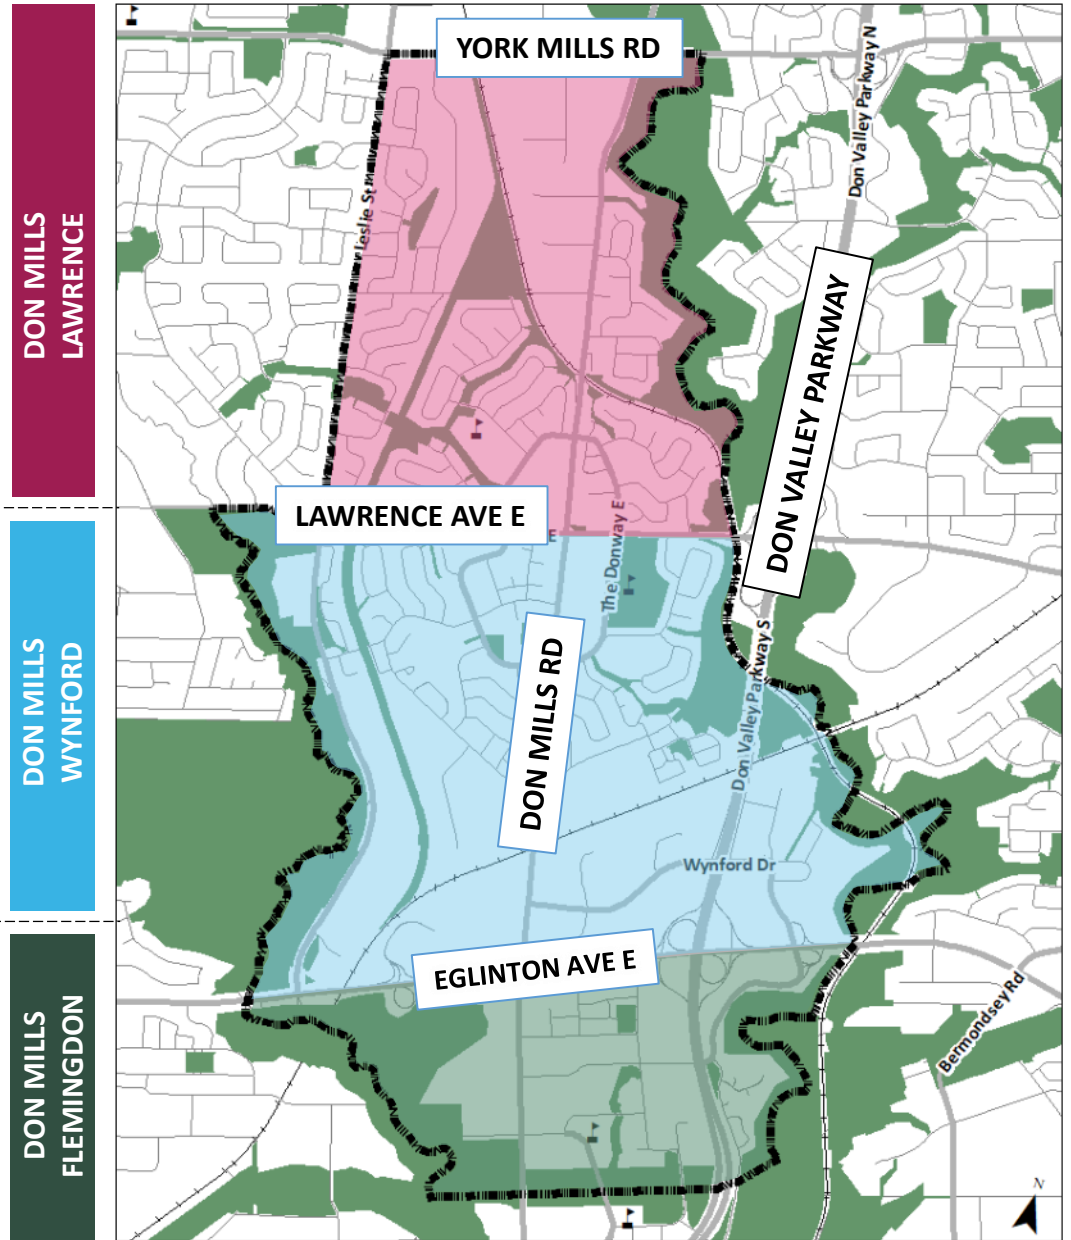 YORK MILLS RD
Don Valley Parkway N
Leslie St
DON MILLS
LAWRENCE
DON VALLEY PARKWAY
LAWRENCE AVE E
E
The Donway E
DON MILLS
WYNFORD
DON MILLS RD
Don Valley Parkway S
Wynford Dr
EGLINTON AVE E
DON MILLS
FLEMINGDON
Bermondsey Rd
N